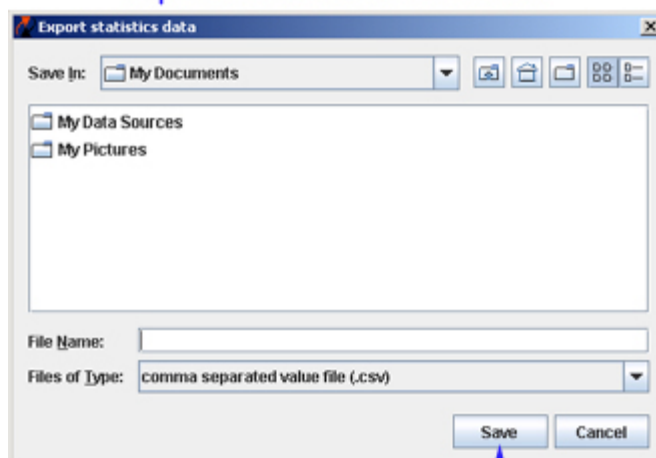 Export statistics data
Save In: My Documents
My Data Sources
My Pictures
File Name:
Files of Type: comma separated value file (.csv)
Save Cancel